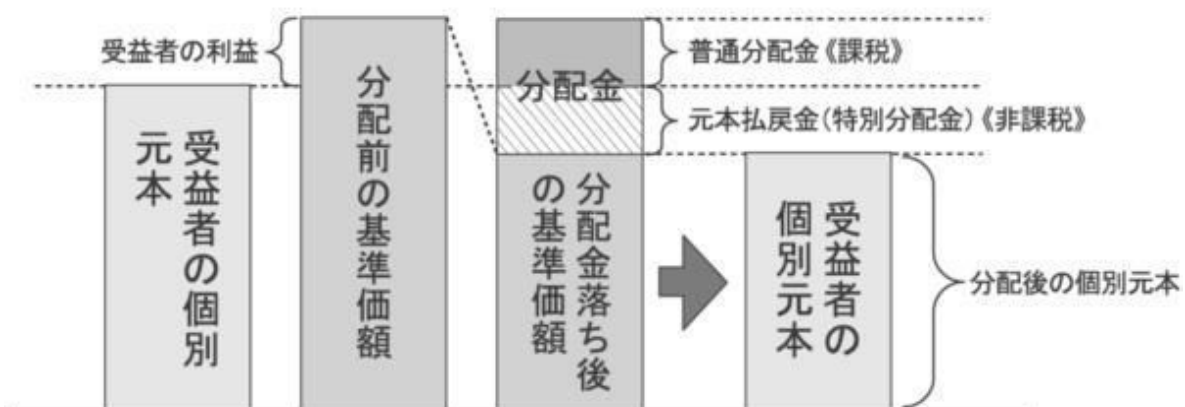 受益者の利益
受益者の個別
元本
分配前の基準価額
分配金
分配金落ち後
の基準価額
普通分配金《課税》
元本払戻金(特別分配金)《非課税》
受益者の
個別元本
分配後の個別元本